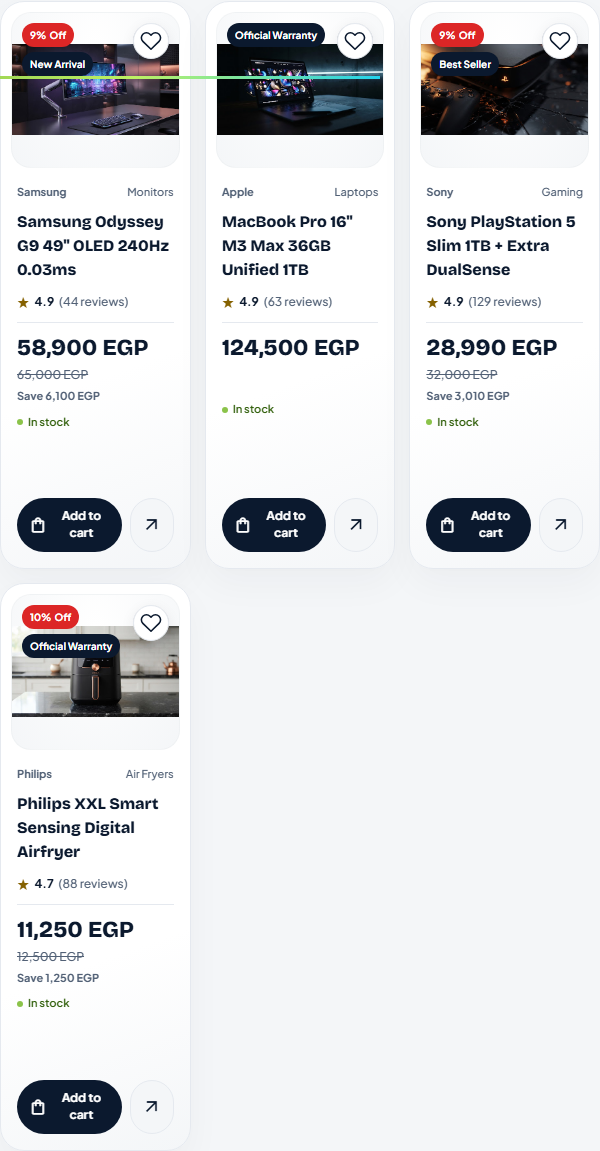 9% Off
New Arrival
Samsung Monitors
Samsung Odyssey
G9 49" OLED 240Hz
0.03ms
★ 4.9 (44 reviews)
58,900 EGP
65,000 EGP
Save 6,100 EGP
In stock
Add to
cart
Official Warranty
Apple Laptops
MacBook Pro 16"
M3 Max 36GB
Unified 1TB
★ 4.9 (63 reviews)
124,500 EGP
In stock
Add to
cart
9% Off
Best Seller
Sony Gaming
Sony PlayStation 5
Slim 1TB + Extra
DualSense
★ 4.9 (129 reviews)
28,990 EGP
32,000 EGP
Save 3,010 EGP
In stock
Add to
cart
10% Off
Official Warranty
Philips Air Fryers
Philips XXL Smart
Sensing Digital
Airfryer
★ 4.7 (88 reviews)
11,250 EGP
12,500 EGP
Save 1,250 EGP
In stock
Add to
cart